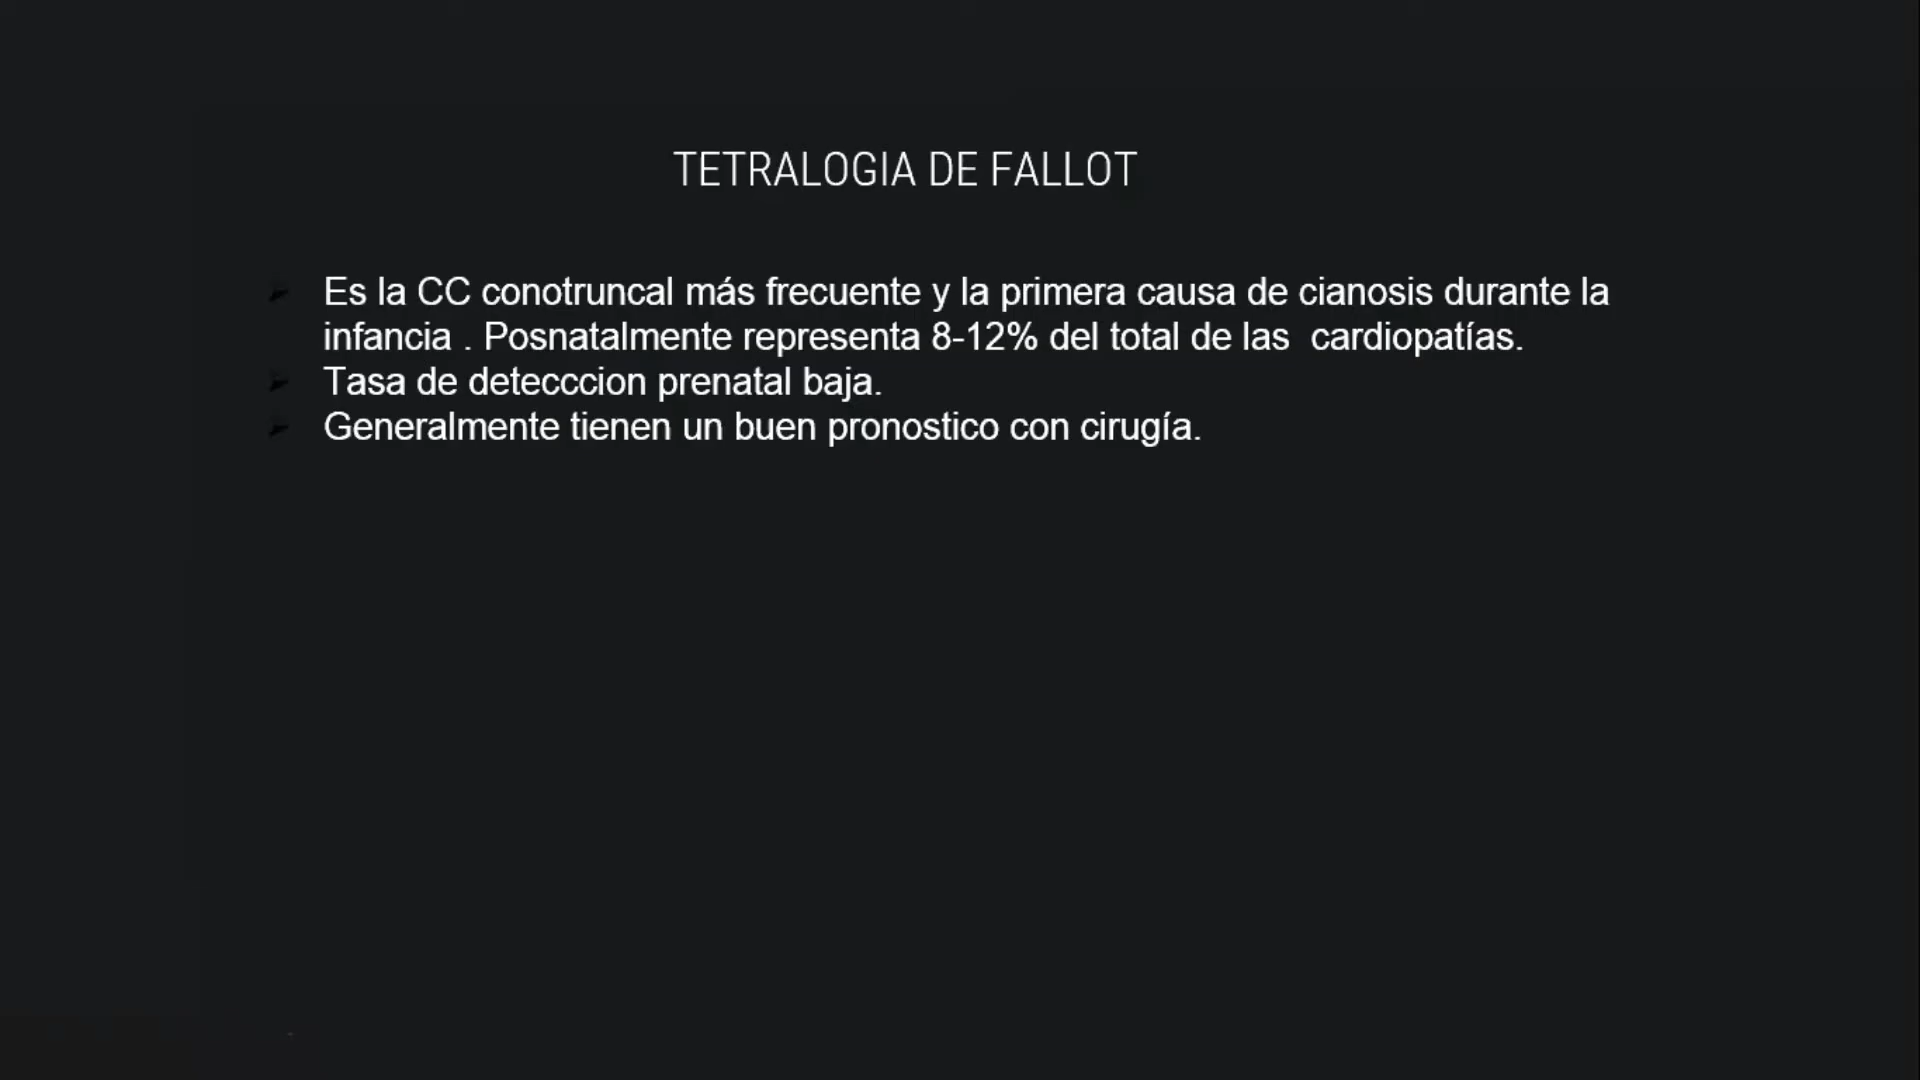 TETRALOGIA DE FALLOT
Es la CC conotruncal más frecuente y la primera causa de cianosis durante la
infancia . Posnatalmente representa 8-12% del total de las  cardiopatías.
Tasa de detecccion prenatal baja.
Generalmente tienen un buen pronostico con cirugía.